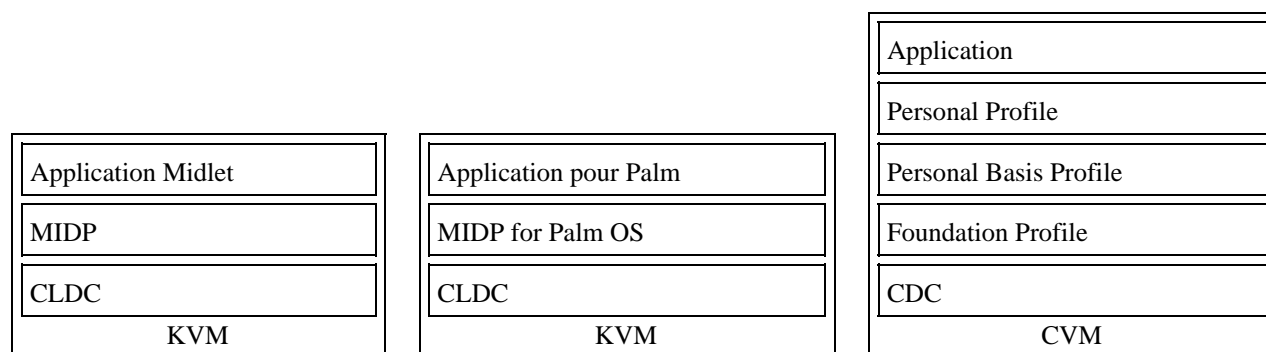 Application Midlet
MIDP
CLDC
KVM
Application pour Palm
MIDP for Palm OS
CLDC
KVM
Application
Personal Profile
Personal Basis Profile
Foundation Profile
CDC
CVM